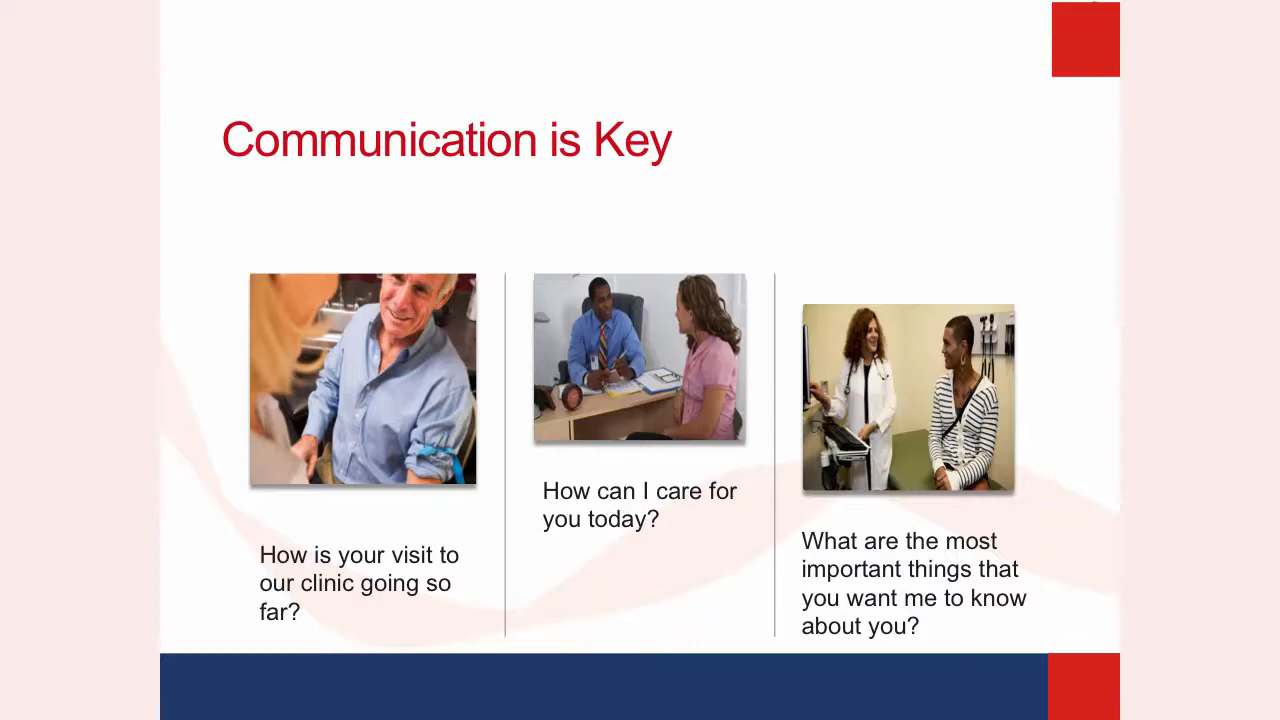 Communication is Key
How is your visit to
our clinic going so
far?
How can I care for
you today?
What are the most
important things that
you want me to know
about you?